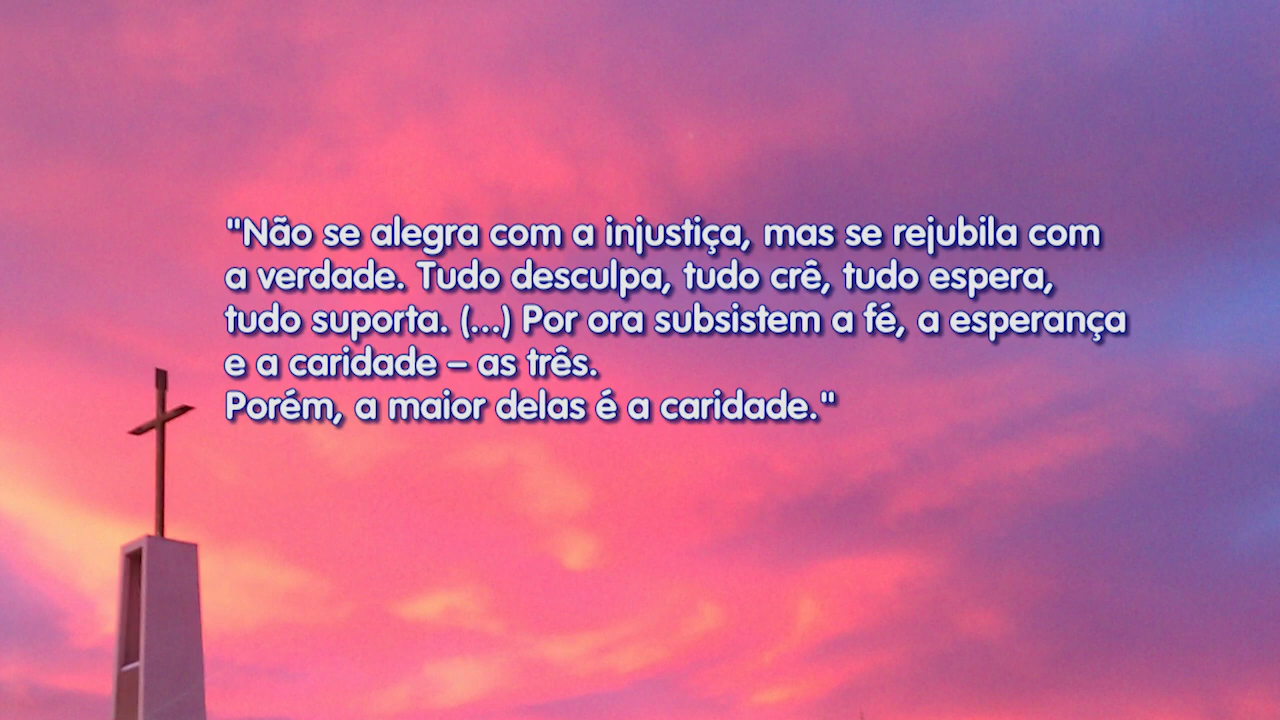 "Não se alegra com a injustiça, mas se rejubila com
a verdade. Tudo desculpa, tudo crê, tudo espera,
tudo suporta. (...) Por ora subsistem a fé, a esperança
e a caridade – as três.
Porém, a maior delas é a caridade."